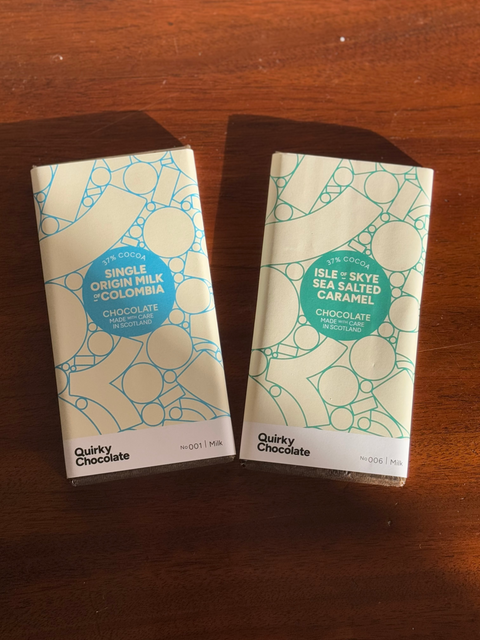 37% COCOA
SINGLE
ORIGIN MILK
OF COLOMBIA
CHOCOLATE
MADE WITH CARE
IN SCOTLAND
Quirky
Chocolate
No 001 | Milk
37% COCOA
ISLE OF SKYE
SEA SALTED
CARAMEL
CHOCOLATE
MADE WITH CARE
IN SCOTLAND
Quirky
Chocolate
No 006 | Milk